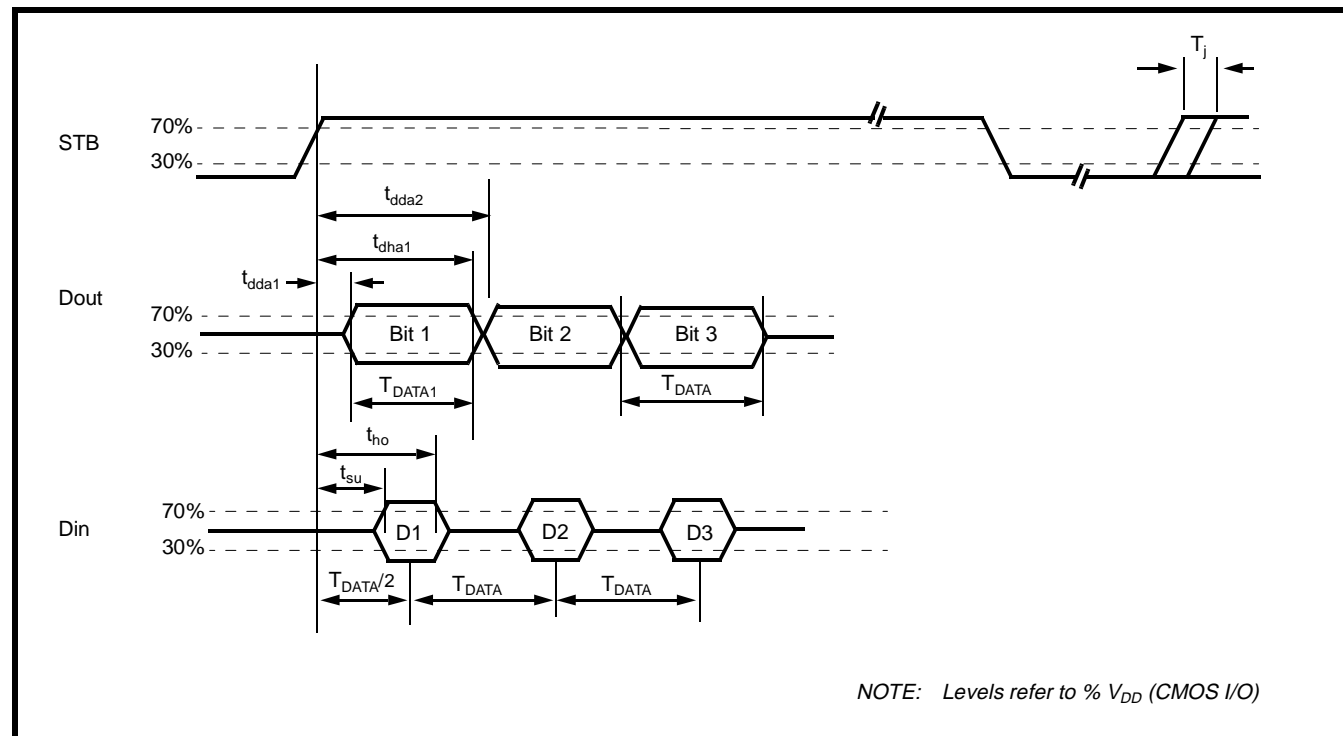 Tj
STB
70%
30%
tdda2
tdha1
tdda1
Dout
70%
30%
Bit 1
Bit 2
Bit 3
TDATA1
TDATA
tho
tsu
Din
70%
30%
D1
D2
D3
TDATA/2
TDATA
TDATA
NOTE: Levels refer to % VDD (CMOS I/O)